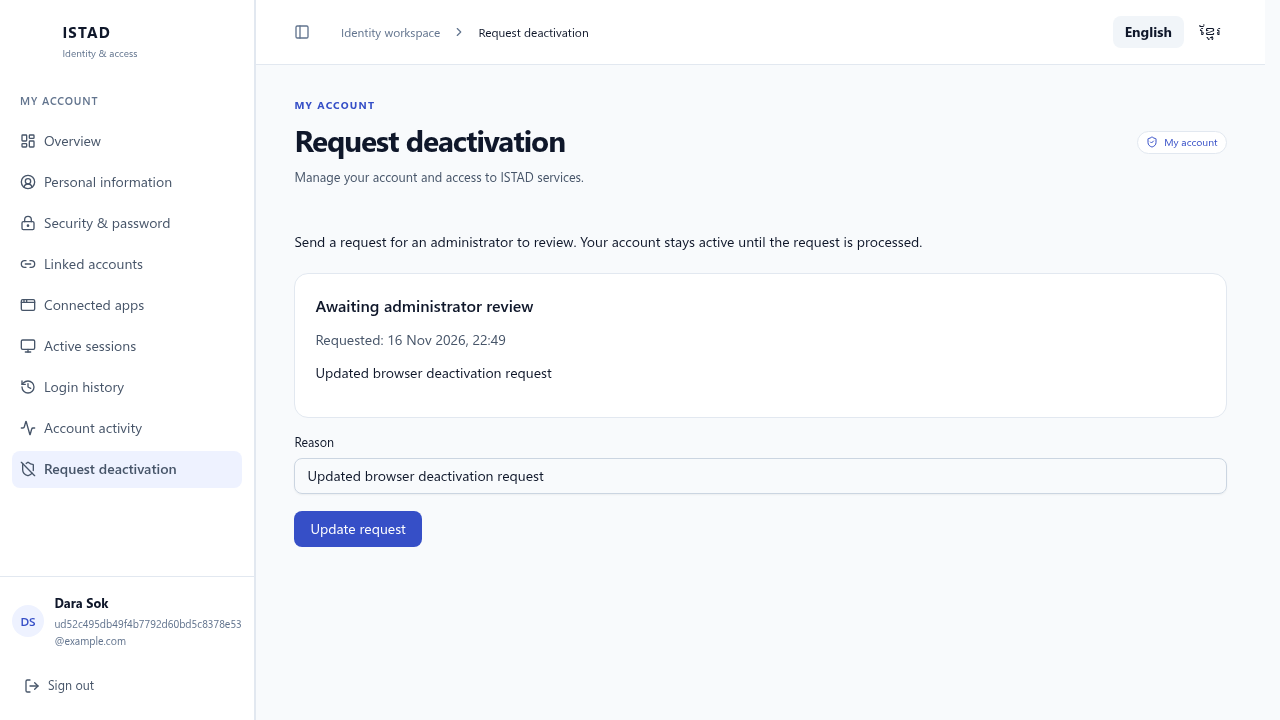 ISTAD
Identity & access
MY ACCOUNT
Overview
Personal information
Security & password
Linked accounts
Connected apps
Active sessions
Login history
Account activity
Request deactivation
DS
Dara Sok
ud52c495db49f4b7792d60bd5c8378e53
@example.com
Sign out
Identity workspace
Request deactivation
English
ខ្មែរ
MY ACCOUNT
Request deactivation
My account
Manage your account and access to ISTAD services.
Send a request for an administrator to review. Your account stays active until the request is processed.
Awaiting administrator review
Requested: 16 Nov 2026, 22:49
Updated browser deactivation request
Reason
Updated browser deactivation request
Update request